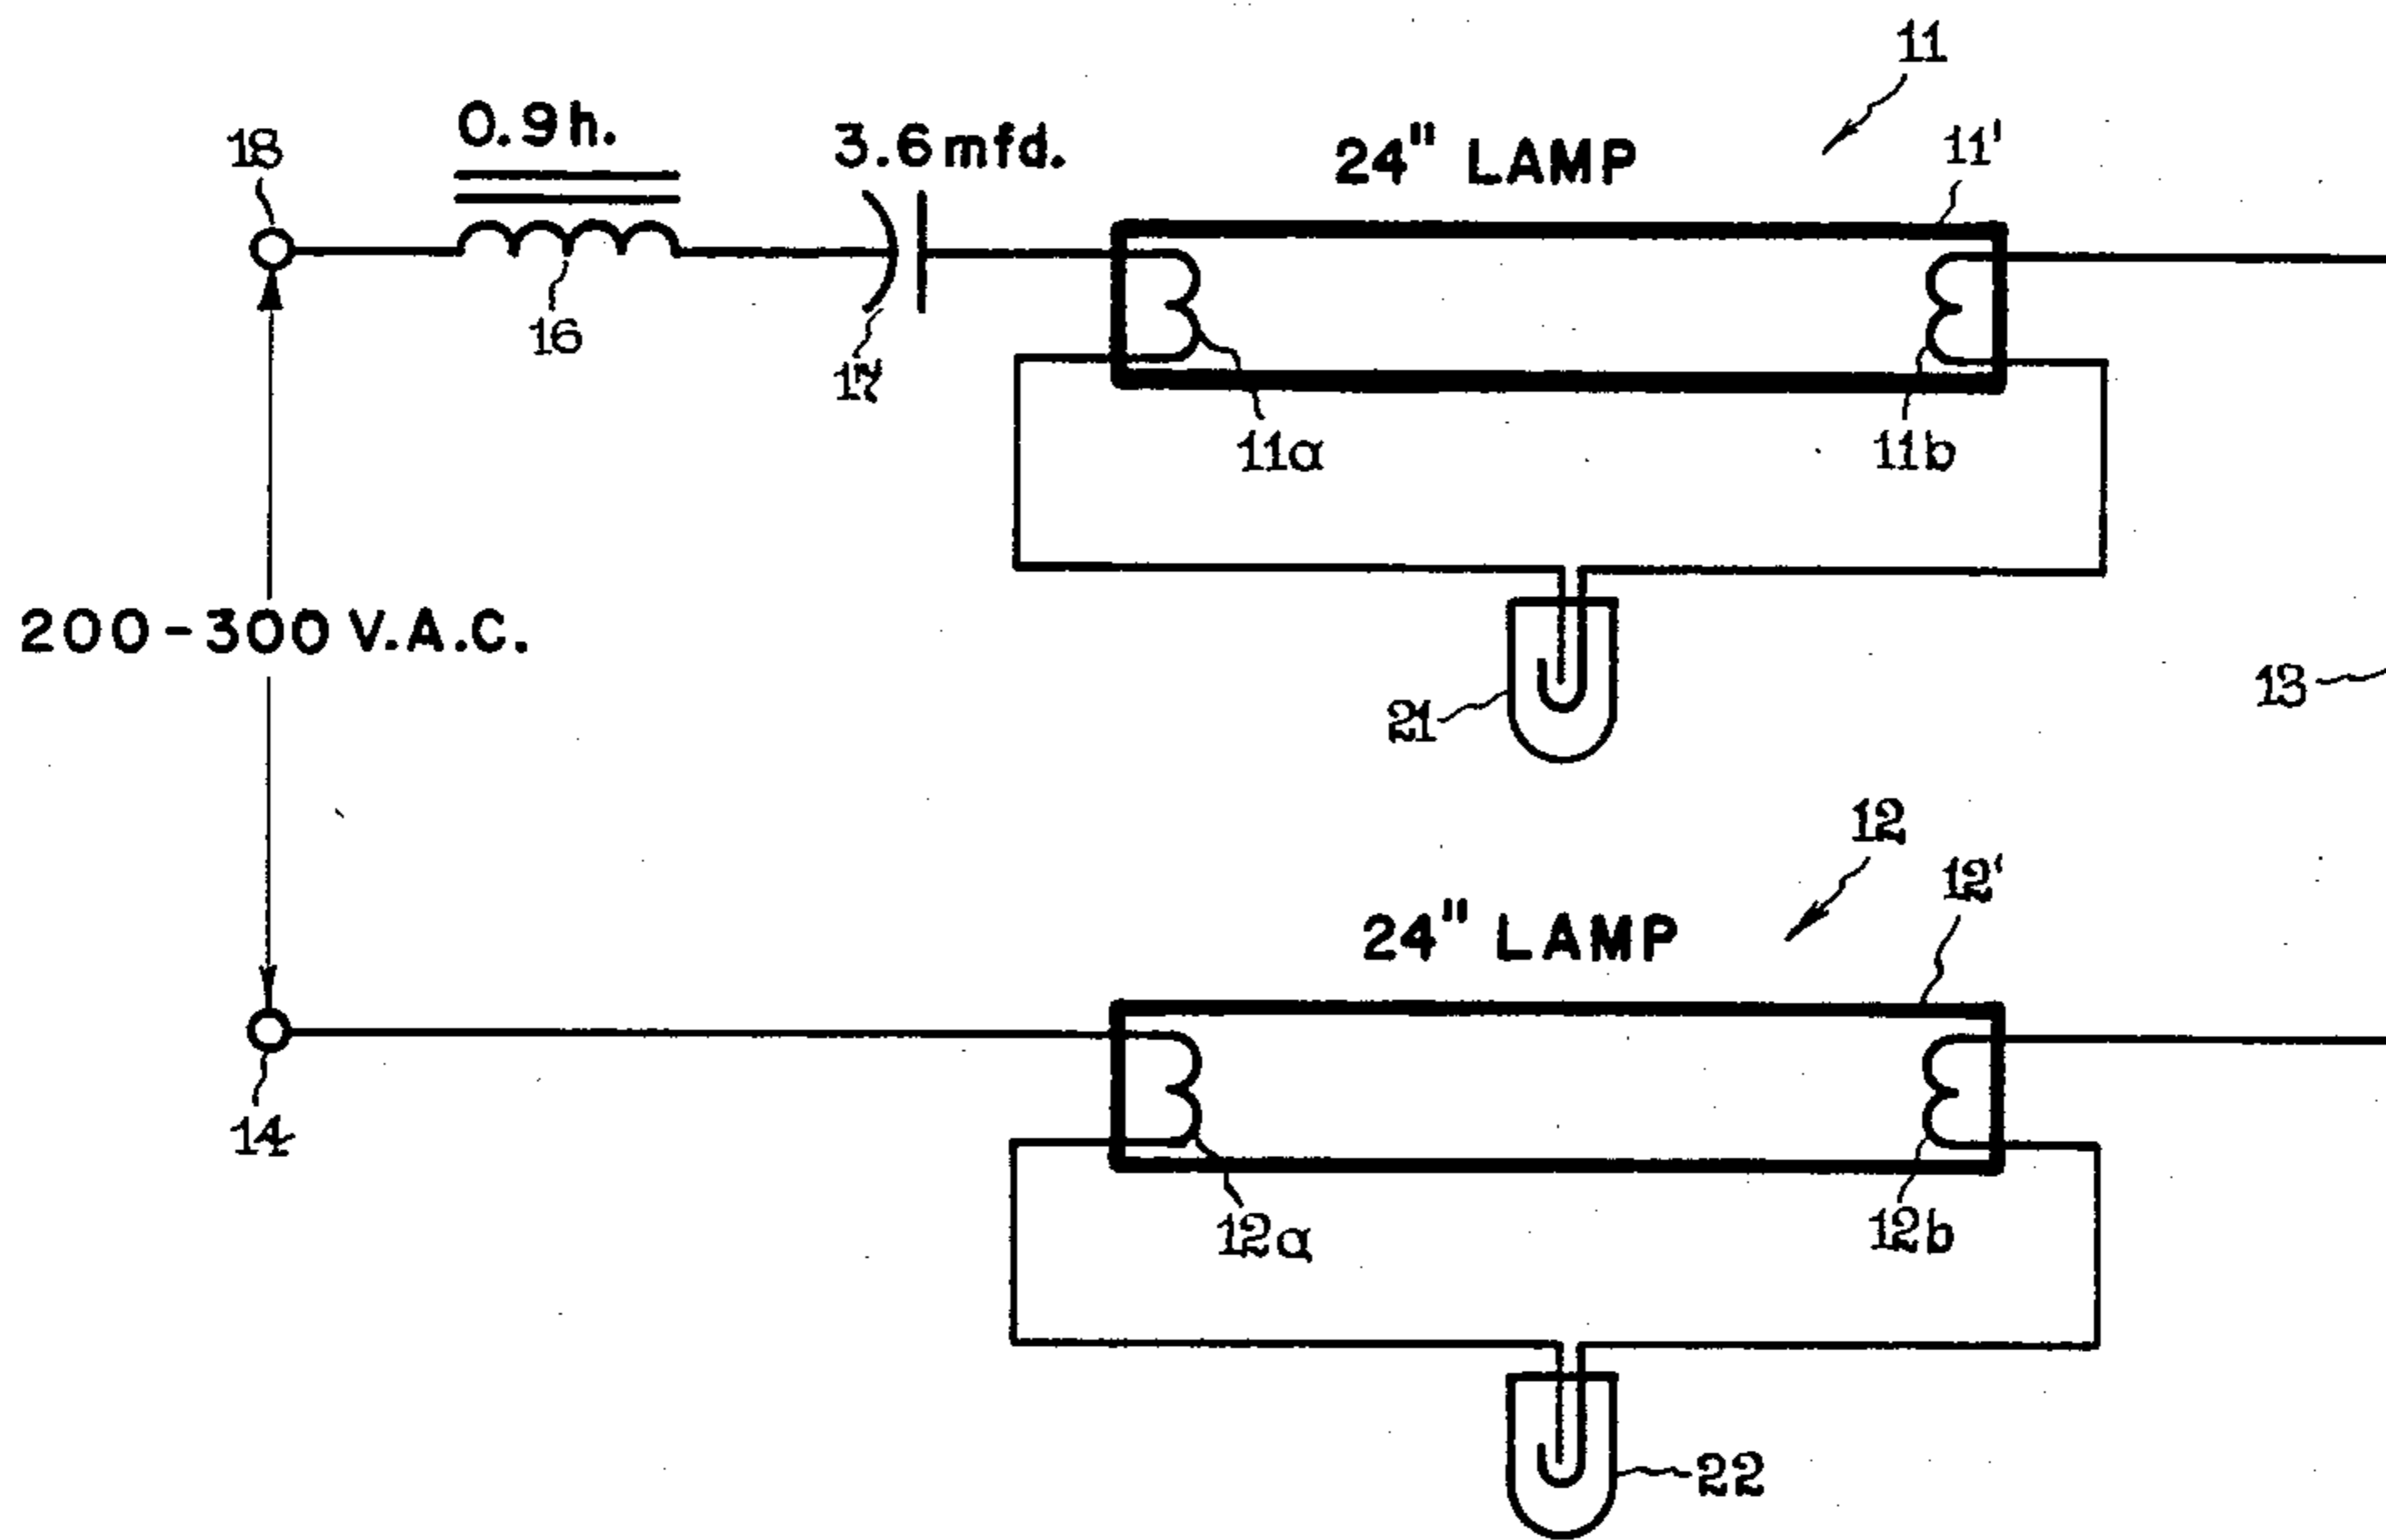 11
18
0.9h.
3.6mfd.
24" LAMP
11'
16
17
11a
11b
200-300 V.A.C.
13
21
12
24" LAMP
12'
14
12a
12b
22